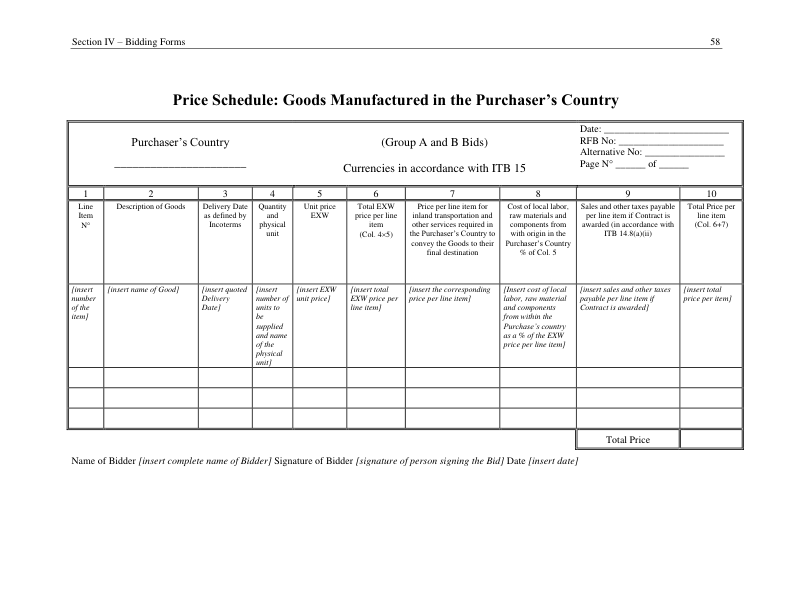 Section IV – Bidding Forms 58
Price Schedule: Goods Manufactured in the Purchaser's Country
Purchaser's Country
______________________
(Group A and B Bids)
Currencies in accordance with ITB 15
Date: _________________________
RFB No: _____________________
Alternative No: ________________
Page N° ______ of ______
1 2 3 4 5 6 7 8 9 10
Line
Item
N°
Description of Goods
Delivery Date
as defined by
Incoterms
Quantity
and
physical
unit
Unit price
EXW
Total EXW
price per line
item
(Col. 4×5)
Price per line item for
inland transportation and
other services required in
the Purchaser's Country to
convey the Goods to their
final destination
Cost of local labor,
raw materials and
components from
with origin in the
Purchaser's Country
% of Col. 5
Sales and other taxes payable
per line item if Contract is
awarded (in accordance with
ITB 14.8(a)(ii)
Total Price per
line item
(Col. 6+7)
[insert
number
of the
item]
[insert name of Good]
[insert quoted
Delivery
Date]
[insert
number of
units to
be
supplied
and name
of the
physical
unit]
[insert EXW
unit price]
[insert total
EXW price per
line item]
[insert the corresponding
price per line item]
[Insert cost of local
labor, raw material
and components
from within the
Purchase's country
as a % of the EXW
price per line item]
[insert sales and other taxes
payable per line item if
Contract is awarded]
[insert total
price per item]
Total Price
Name of Bidder [insert complete name of Bidder] Signature of Bidder [signature of person signing the Bid] Date [insert date]